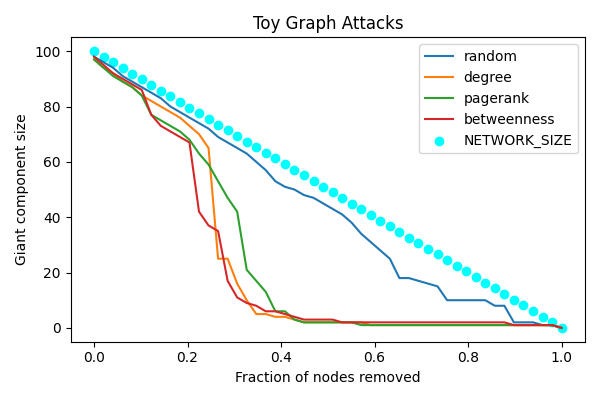 Toy Graph Attacks
Giant component size
100
80
60
40
20
0
random
degree
pagerank
betweenness
NETWORK_SIZE
0.0
0.2
0.4
0.6
0.8
1.0
Fraction of nodes removed